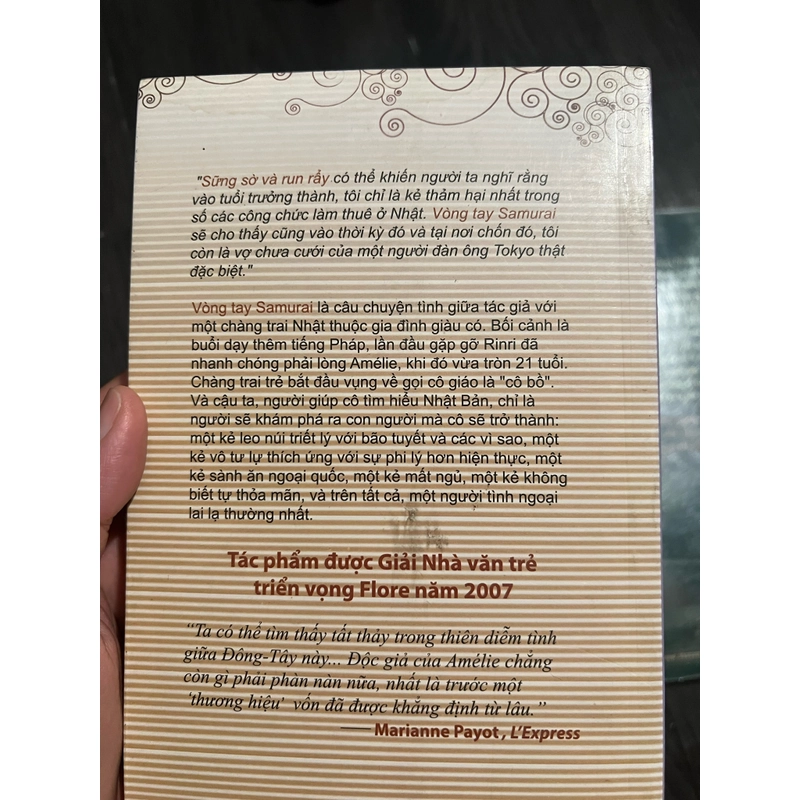 "Sững sờ và run rẩy có thể khiến người ta nghĩ rằng
vào tuổi trưởng thành, tôi chỉ là kẻ thảm hại nhất trong
số các công chức làm thuê ở Nhật. Vòng tay Samurai
sẽ cho thấy cũng vào thời kỳ đó và tại nơi chốn đó, tôi
còn là vợ chưa cưới của một người đàn ông Tokyo thật
đặc biệt."
Vòng tay Samurai là câu chuyện tình giữa tác giả với
một chàng trai Nhật thuộc gia đình giàu có. Bối cảnh là
buổi dạy thêm tiếng Pháp, lần đầu gặp gỡ Rinri đã
nhanh chóng phải lòng Amélie, khi đó vừa tròn 21 tuổi.
Chàng trai trẻ bắt đầu vụng về gọi cô giáo là "cô bồ".
Và cậu ta, người giúp cô tìm hiểu Nhật Bản, chỉ là
người sẽ khám phá ra con người mà cô sẽ trở thành:
một kẻ leo núi triết lý với bão tuyết và các vì sao, một
kẻ vô tư lự thích ứng với sự phi lý hơn hiện thực, một
kẻ sành ăn ngoại quốc, một kẻ mất ngủ, một kẻ không
biết tự thỏa mãn, và trên tất cả, một người tình ngoại
lai lạ thường nhất.
Tác phẩm được Giải Nhà văn trẻ
triển vọng Flore năm 2007
"Ta có thể tìm thấy tất thảy trong thiên diễm tình
giữa Đông-Tây này... Độc giả của Amélie chẳng
còn gì phải phàn nàn nữa, nhất là trước một
'thương hiệu' vốn đã được khẳng định từ lâu."
—— Marianne Payot, L'Express